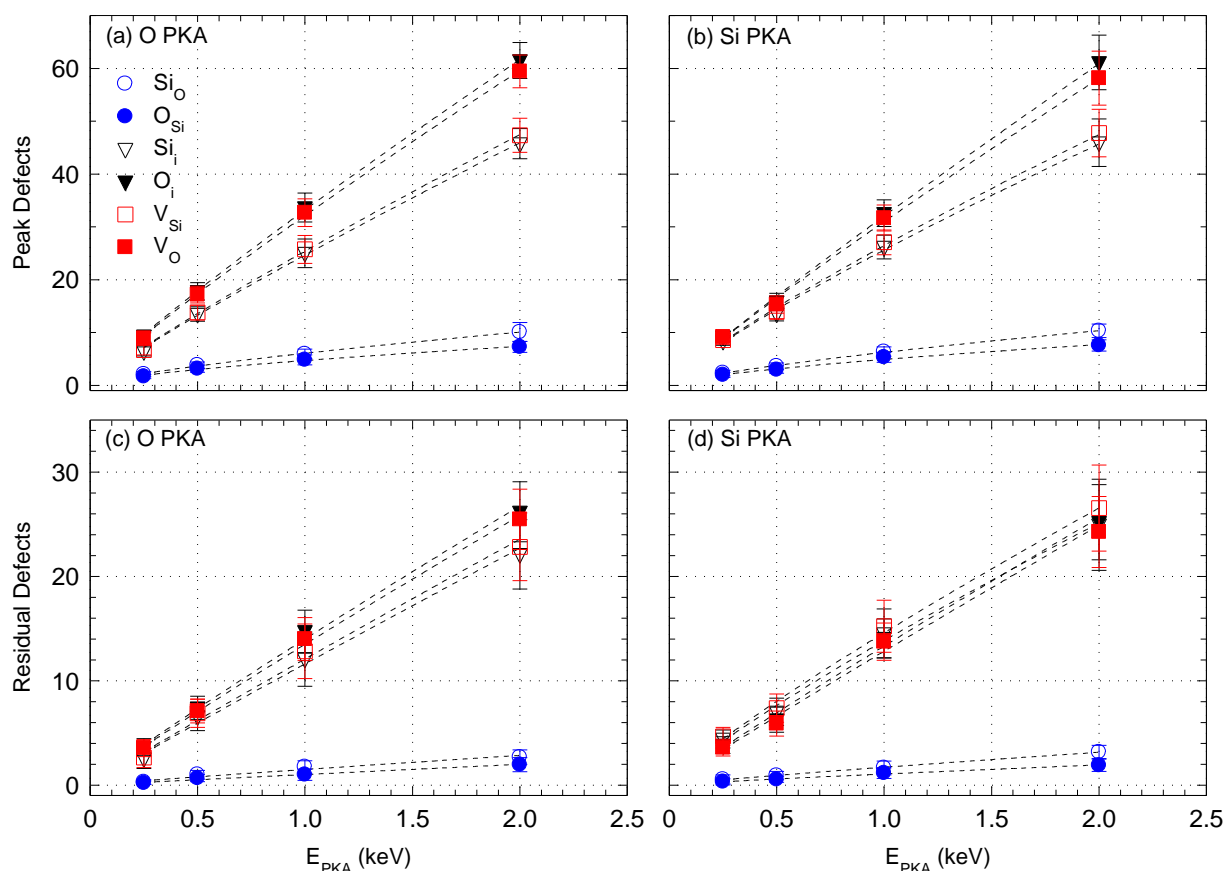 (a) O PKA
(b) Si PKA
Si_O
O_Si
Si_i
O_i
V_Si
V_O
Peak Defects
60
40
20
0
(c) O PKA
(d) Si PKA
Residual Defects
30
20
10
0
0 0.5 1.0 1.5 2.0 2.5
0 0.5 1.0 1.5 2.0 2.5
E_PKA (keV)
E_PKA (keV)